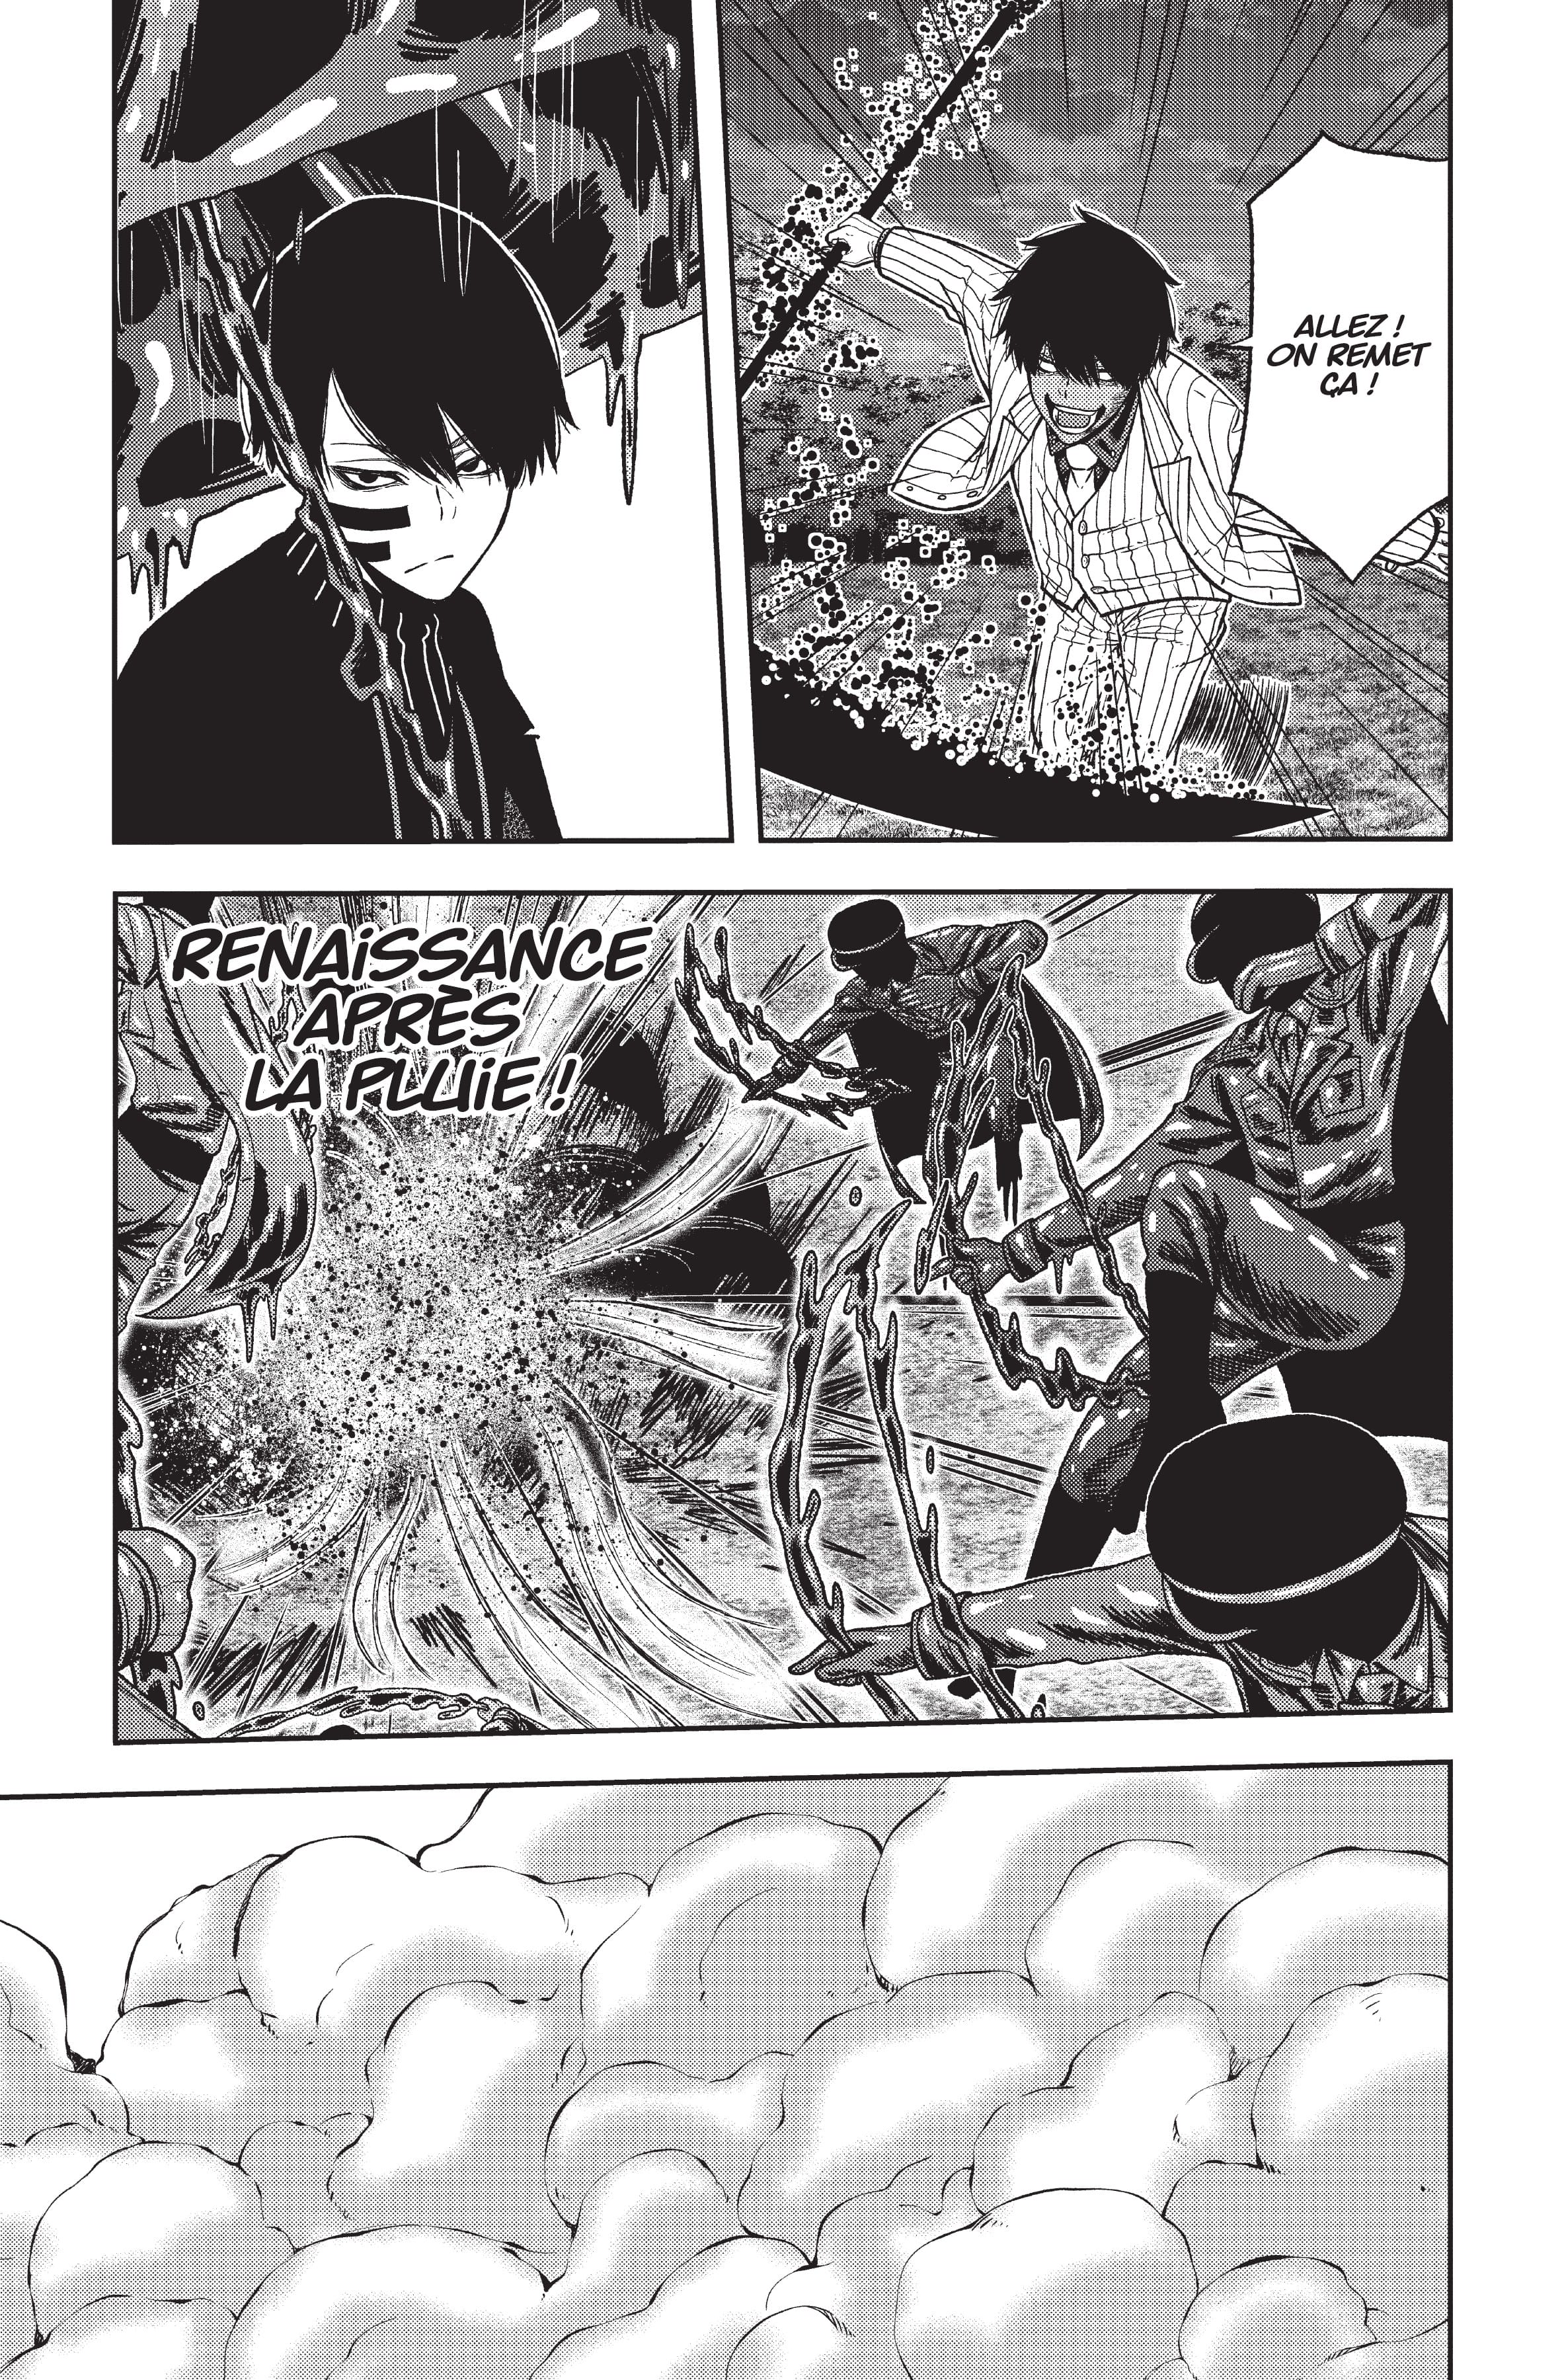 ALLEZ !
ON REMET
ÇA !
RENAiSSANCE
APRÈS
LA PLUiE !